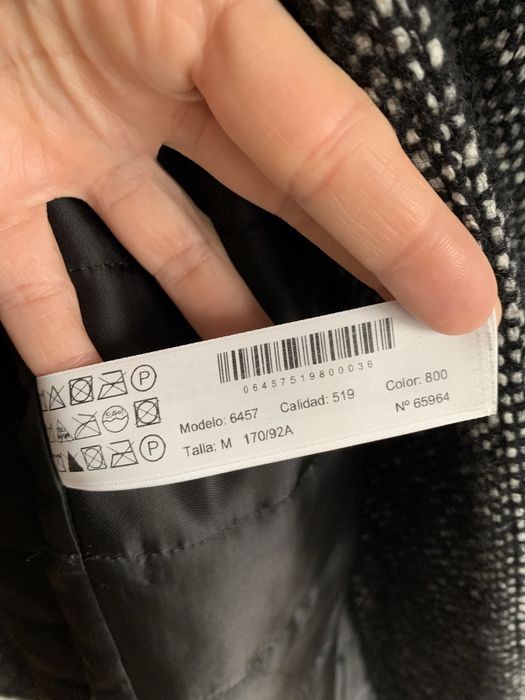 06457519800036
Modelo: 6457 Calidad: 519 Color: 800
Talla: M 170/92A Nº 65964
P
P